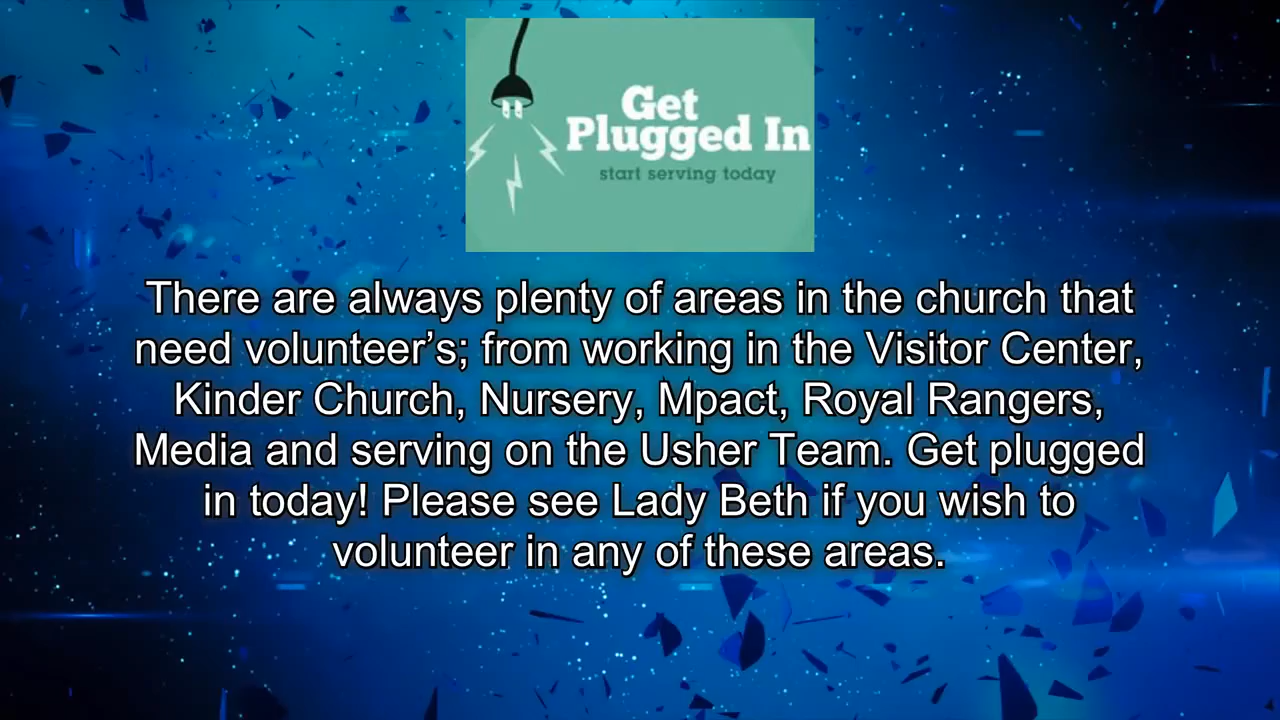 Get
Plugged In
start serving today
There are always plenty of areas in the church that
need volunteer’s; from working in the Visitor Center,
Kinder Church, Nursery, Mpact, Royal Rangers,
Media and serving on the Usher Team. Get plugged
in today! Please see Lady Beth if you wish to
volunteer in any of these areas.